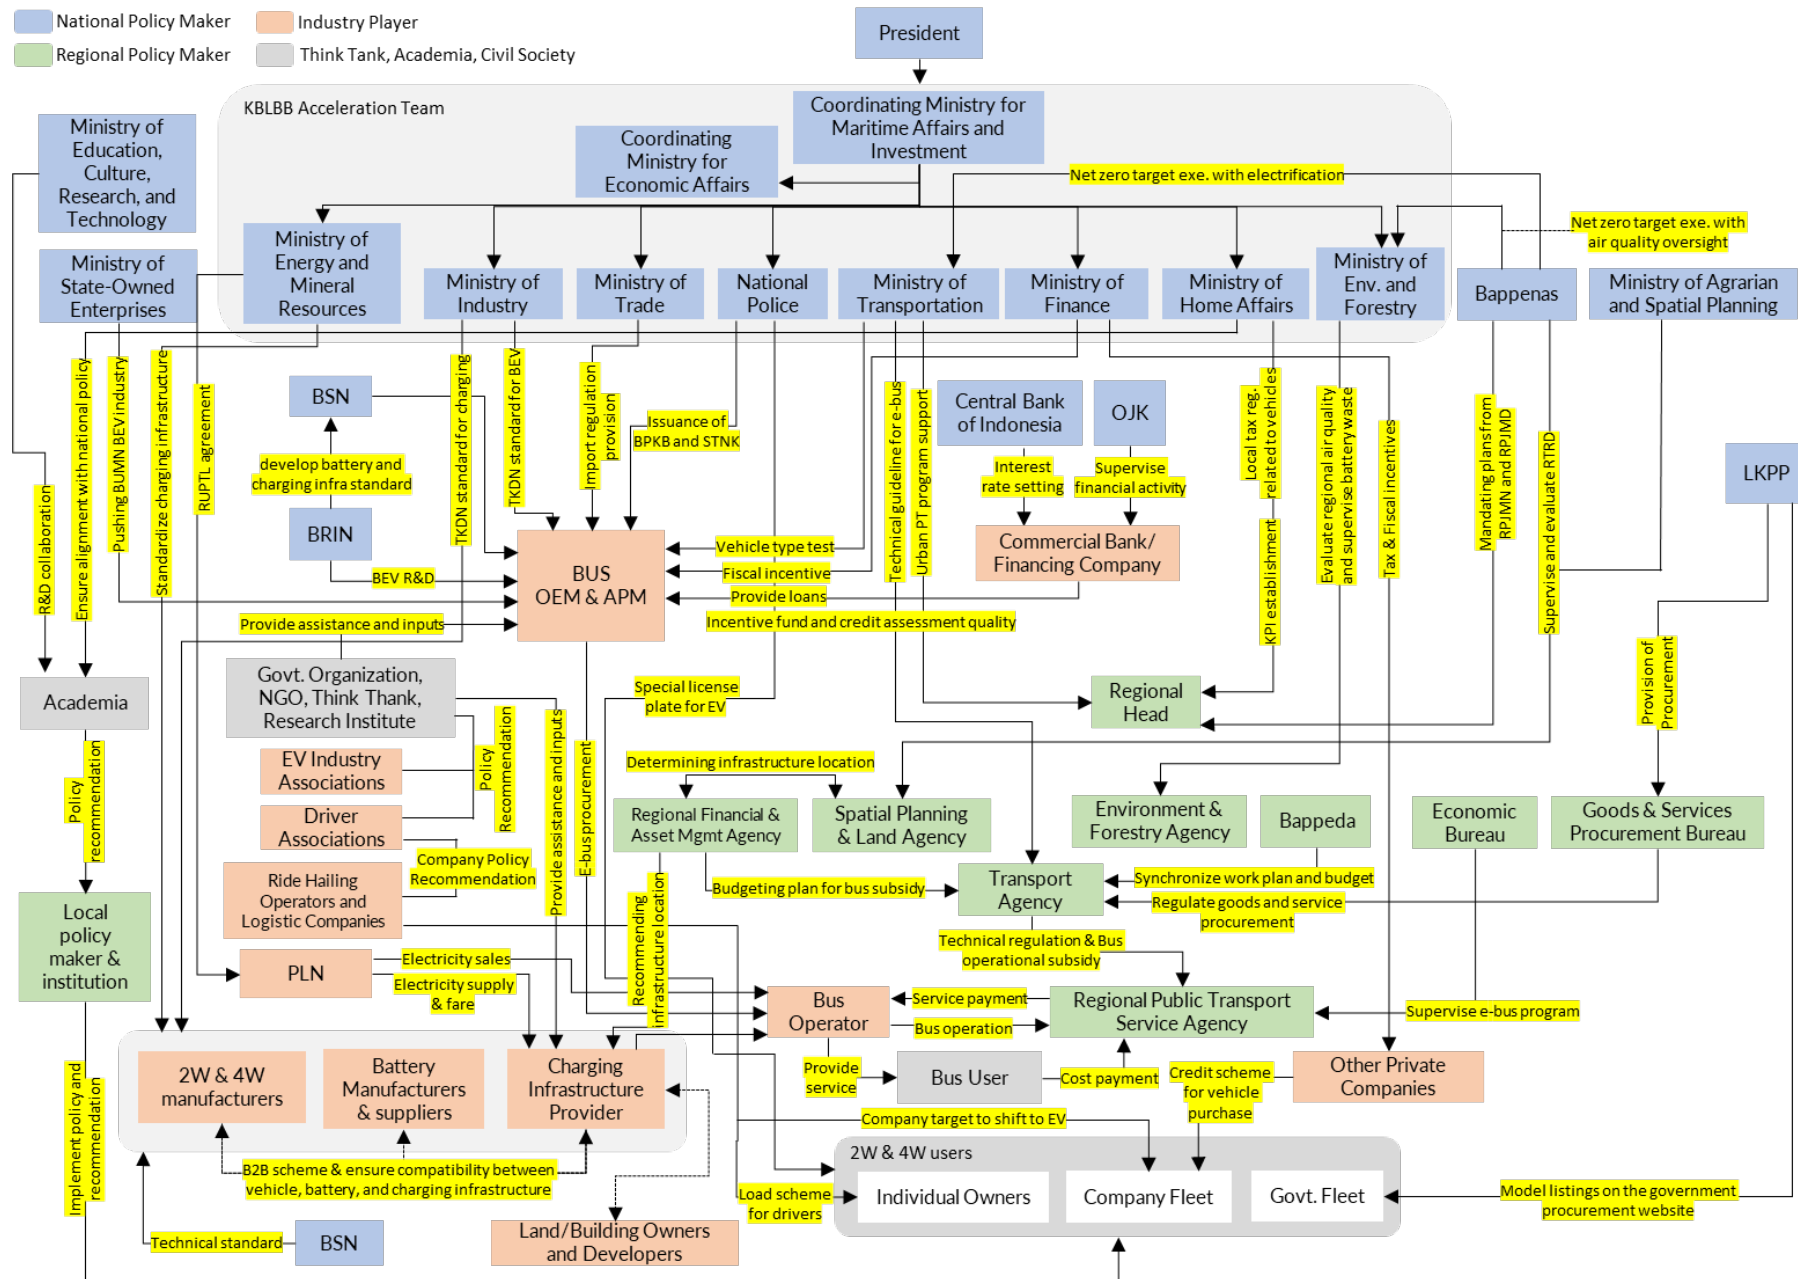 National Policy Maker
Industry Player
Regional Policy Maker
Think Tank, Academia, Civil Society
President
KBLBB Acceleration Team
Coordinating Ministry for
Maritime Affairs and
Investment
Coordinating
Ministry for
Economic Affairs
Ministry of
Education,
Culture,
Research, and
Technology
Net zero target exe. with electrification
Net zero target exe. with
air quality oversight
Ministry of
State-Owned
Enterprises
Ministry of
Energy and
Mineral
Resources
Ministry of
Industry
Ministry of
Trade
National
Police
Ministry of
Transportation
Ministry of
Finance
Ministry of
Home Affairs
Ministry of
Env. and
Forestry
Bappenas
Ministry of Agrarian
and Spatial Planning
R&D collaboration
Ensure alignment with national policy
Pushing BUMN BEV industry
Standardize charging infrastructure
RUPTL agreement
BSN
develop battery and
charging infra standard
BRIN
BEV R&D
TKDN standard for charging
TKDN standard for BEV
Import regulation
provision
Issuance of
BPKB and STNK
Technical guideline for e-bus
Urban PT program support
Central Bank
of Indonesia
OJK
Interest
rate setting
Supervise
financial activity
Commercial Bank/
Financing Company
Local tax reg.
related to vehicles
KPI establishment
Evaluate regional air quality
and supervise battery waste
Tax & Fiscal incentives
Mandating plans from
RPJMN and RPJMD
Supervise and evaluate RTRD
LKPP
BUS
OEM & APM
Vehicle type test
Fiscal incentive
Provide loans
Incentive fund and credit assessment quality
Provide assistance and inputs
Govt. Organization,
NGO, Think Thank,
Research Institute
Academia
Special license
plate for EV
Regional
Head
Provision of
Procurement
Policy
recommendation
EV Industry
Associations
Driver
Associations
Policy
Recommendation
Provide assistance and inputs
E-bus procurement
Determining infrastructure location
Regional Financial &
Asset Mgmt Agency
Spatial Planning
& Land Agency
Environment &
Forestry Agency
Bappeda
Economic
Bureau
Goods & Services
Procurement Bureau
Company Policy
Recommendation
Ride Hailing
Operators and
Logistic Companies
Recommending
infrastructure location
Budgeting plan for bus subsidy
Transport
Agency
Synchronize work plan and budget
Regulate goods and service
procurement
Local
policy
maker &
institution
Technical regulation & Bus
operational subsidy
PLN
Electricity sales
Electricity supply
& fare
Bus
Operator
Service payment
Bus operation
Regional Public Transport
Service Agency
Supervise e-bus program
2W & 4W
manufacturers
Battery
Manufacturers
& suppliers
Charging
Infrastructure
Provider
Provide
service
Bus User
Cost payment
Credit scheme
for vehicle
purchase
Other Private
Companies
Implement policy and
recommendation
Company target to shift to EV
B2B scheme & ensure compatibility between
vehicle, battery, and charging infrastructure
2W & 4W users
Individual Owners
Company Fleet
Govt. Fleet
Load scheme
for drivers
Model listings on the government
procurement website
Technical standard
BSN
Land/Building Owners
and Developers